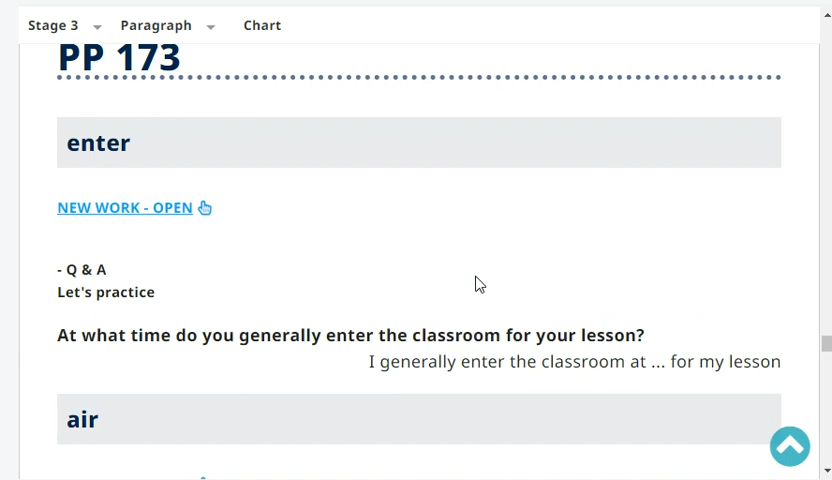 Stage 3 Paragraph Chart
PP 173
enter
NEW WORK - OPEN
- Q & A
Let's practice
At what time do you generally enter the classroom for your lesson?
I generally enter the classroom at ... for my lesson
air